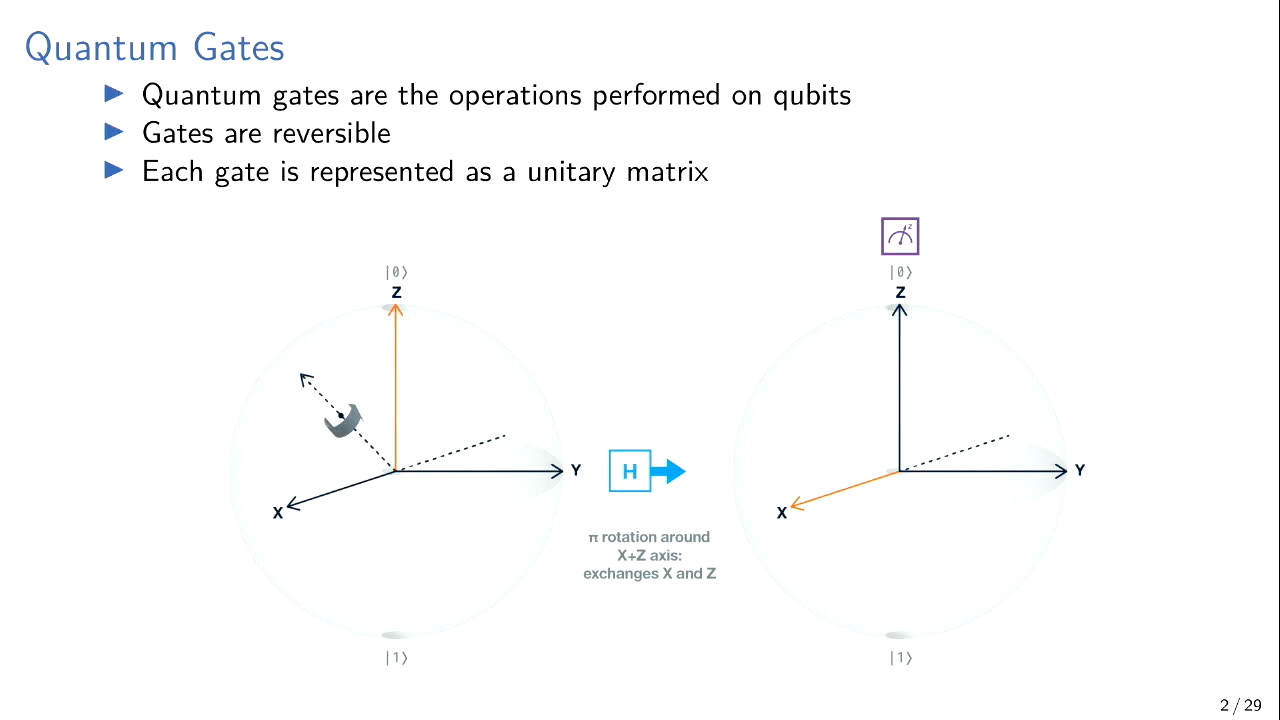 Quantum Gates
Quantum gates are the operations performed on qubits
Gates are reversible
Each gate is represented as a unitary matrix
|0⟩
Z
Y
X
|1⟩
H
π rotation around
X+Z axis:
exchanges X and Z
z
|0⟩
Z
Y
X
|1⟩
2 / 29